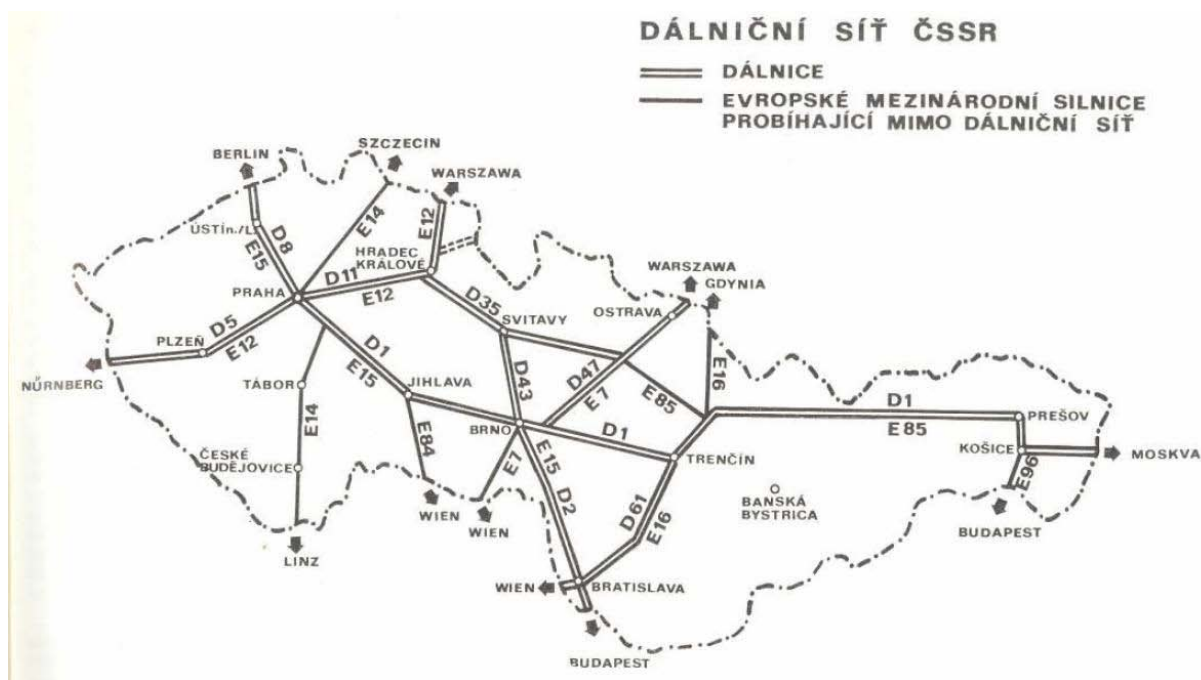 DÁLNIČNÍ SÍŤ ČSSR
DÁLNICE
EVROPSKÉ MEZINÁRODNÍ SILNICE
PROBÍHAJÍCÍ MIMO DÁLNIČNÍ SÍŤ
SZCZECIN
BERLIN
WARSZAWA
E14
E12
ÚSTÍn./L.
D8
E15
HRADEC
KRÁLOVÉ
WARSZAWA
GDYNIA
D11
E12
PRAHA
D35
OSTRAVA
SVITAVY
D5
E12
PLZEŇ
D1
E15
D47
E7
E16
NŰRNBERG
TÁBOR
JIHLAVA
D43
E85
D1
E85
PREŠOV
E14
BRNO
D1
E84
E7
E15
D2
TRENČÍN
KOŠICE
MOSKVA
ČESKÉ
BUDĚJOVICE
E96
BANSKÁ
BYSTRICA
D61
E16
WIEN
WIEN
BUDAPEST
LINZ
WIEN
BRATISLAVA
BUDAPEST